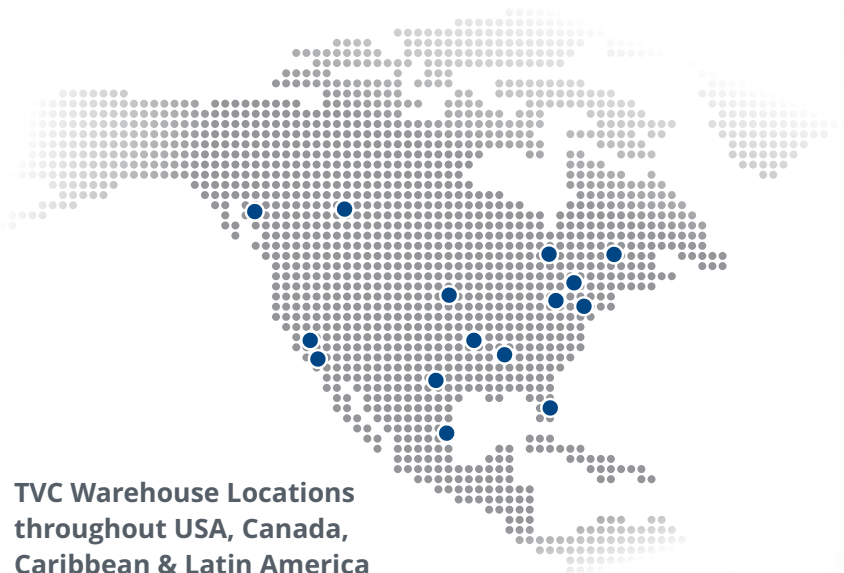 TVC Warehouse Locations
throughout USA, Canada,
Caribbean & Latin America